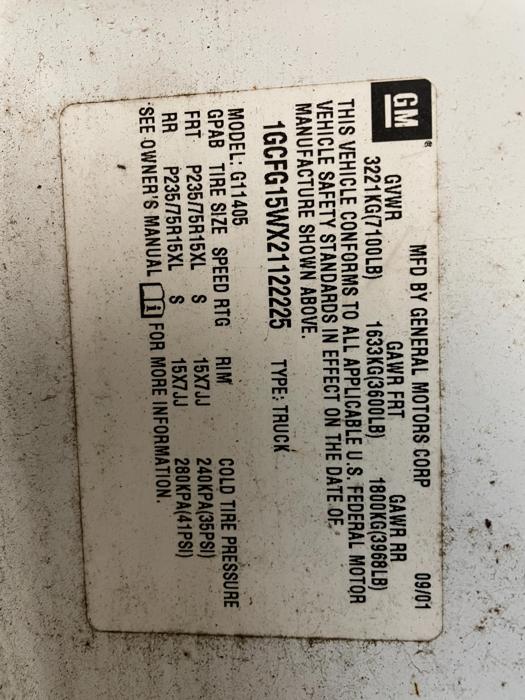 GM®
MFD BY GENERAL MOTORS CORP 09/01
GVWR GAWR FRT GAWR RR
3221KG(7100LB) 1633KG(3600LB) 1800KG(3968LB)
THIS VEHICLE CONFORMS TO ALL APPLICABLE U.S. FEDERAL MOTOR
VEHICLE SAFETY STANDARDS IN EFFECT ON THE DATE OF
MANUFACTURE SHOWN ABOVE.
1GCFG15WX21122225 TYPE: TRUCK
MODEL: G11405
GPAB TIRE SIZE SPEED RTG RIM COLD TIRE PRESSURE
FRT P235/75R15XL S 15X7JJ 240KPA(35PSI)
RR P235/75R15XL S 15X7JJ 280KPA(41PSI)
SEE OWNER'S MANUAL FOR MORE INFORMATION.